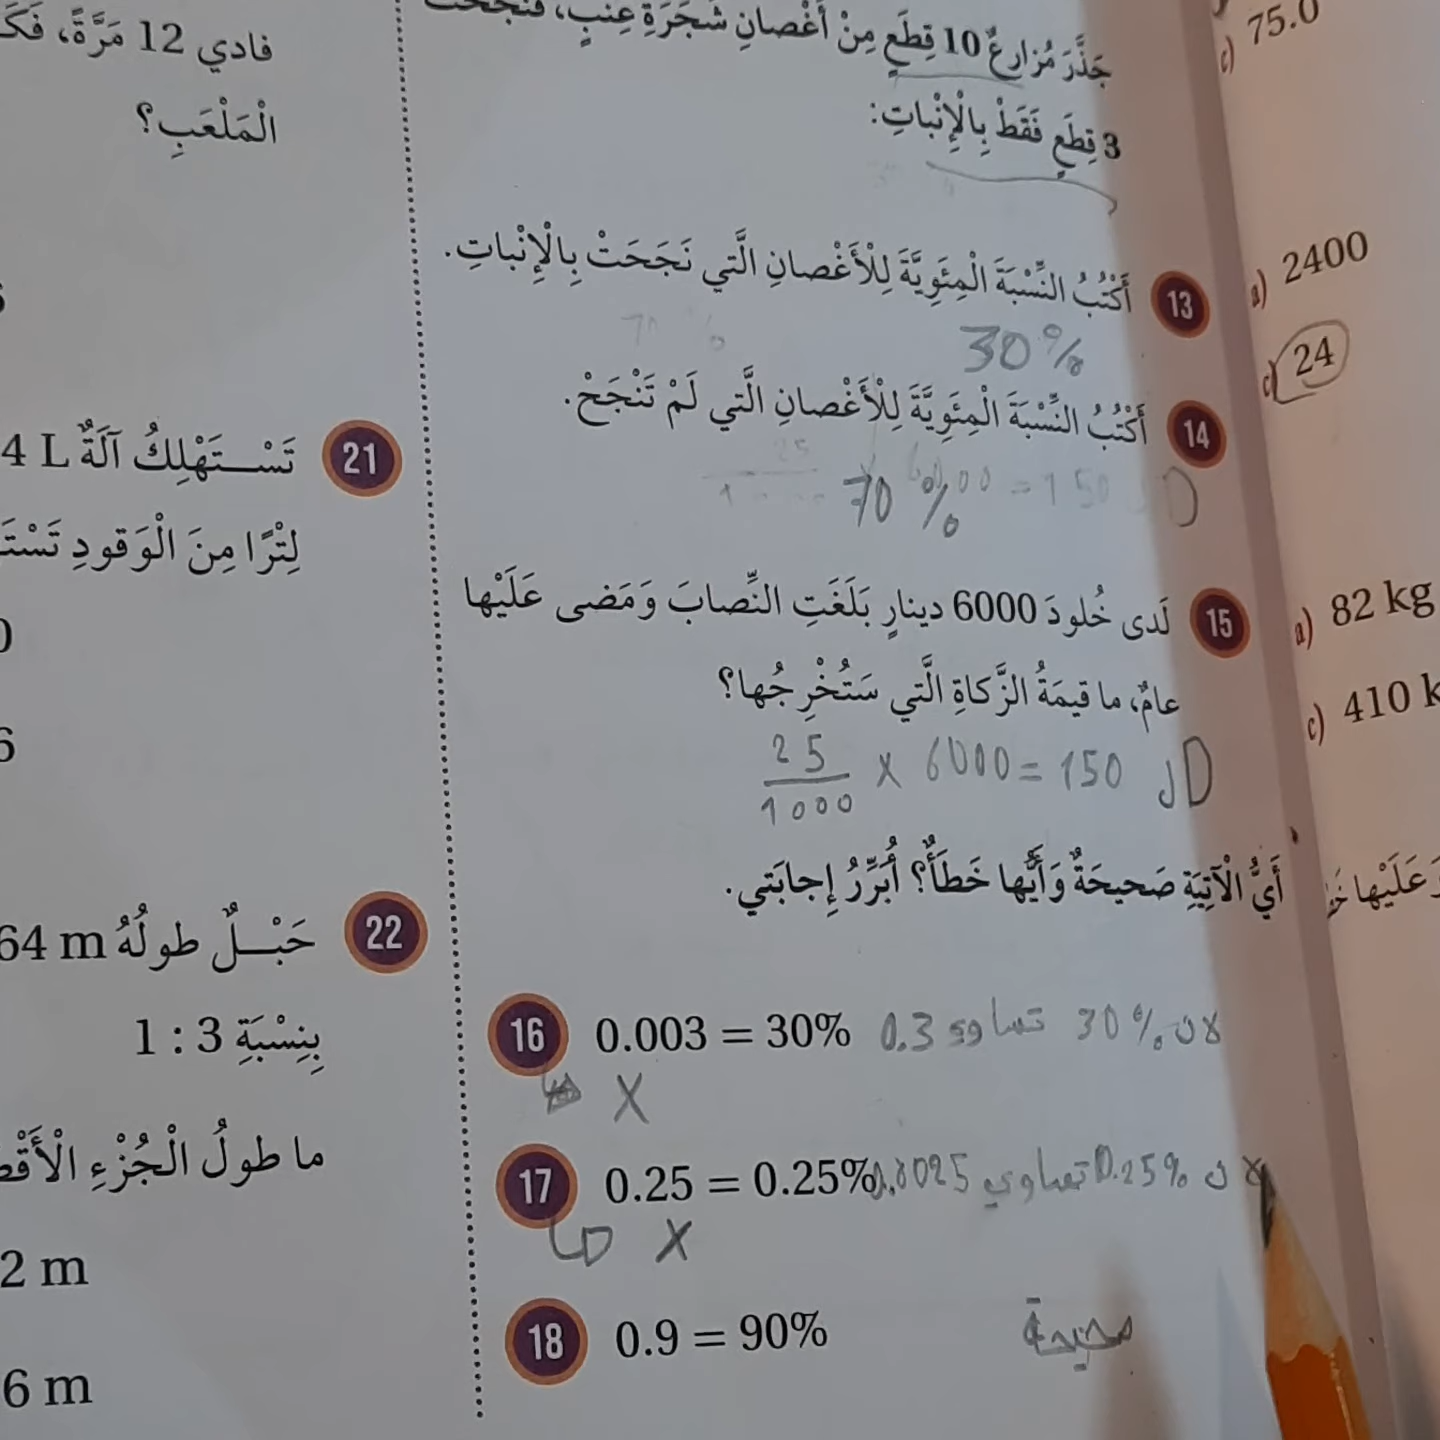 جَذَّرَ مُزارِعٌ 10 قِطَعٍ مِنْ أَغْصانِ شَجَرَةِ عِنَبٍ، فَنَجَحَتْ
3 قِطَعٍ فَقَطْ بِالْإِنْباتِ:
13 أَكْتُبُ النِّسْبَةَ الْمِئَوِيَّةَ لِلْأَغْصانِ الَّتي نَجَحَتْ بِالْإِنْباتِ.
30%
14 أَكْتُبُ النِّسْبَةَ الْمِئَوِيَّةَ لِلْأَغْصانِ الَّتي لَمْ تَنْجَحْ.
70%
15 لَدى خُلودَ 6000 دينارٍ بَلَغَتِ النِّصابَ وَمَضى عَلَيْها
عامٌ، ما قيمَةُ الزَّكاةِ الَّتي سَتُخْرِجُها؟
25/1000 × 6000 = 150 JD
أَيُّ الْآتِيَةِ صَحيحَةٌ وَأَيُّها خَطَأٌ؟ أُبَرِّرُ إِجابَتي.
16 0.003 = 30% لان 30% تساوي 0.3
X
17 0.25 = 0.25% لان 0.25% تساوي 0.0025
X
18 0.9 = 90% صحيحة
فادي 12 مَرَّةً،
الْمَلْعَبِ؟
21 تَسْتَهْلِكُ آلَةٌ 4 L
لِتْرًا مِنَ الْوَقودِ
22 حَبْلٌ طولُهُ 64 m
بِنِسْبَةِ 3 : 1
ما طولُ الْجُزْءِ
2 m
6 m
c) 75.0
a) 2400
c) 24
a) 82 kg
c) 410 k
وَعَلَيْها